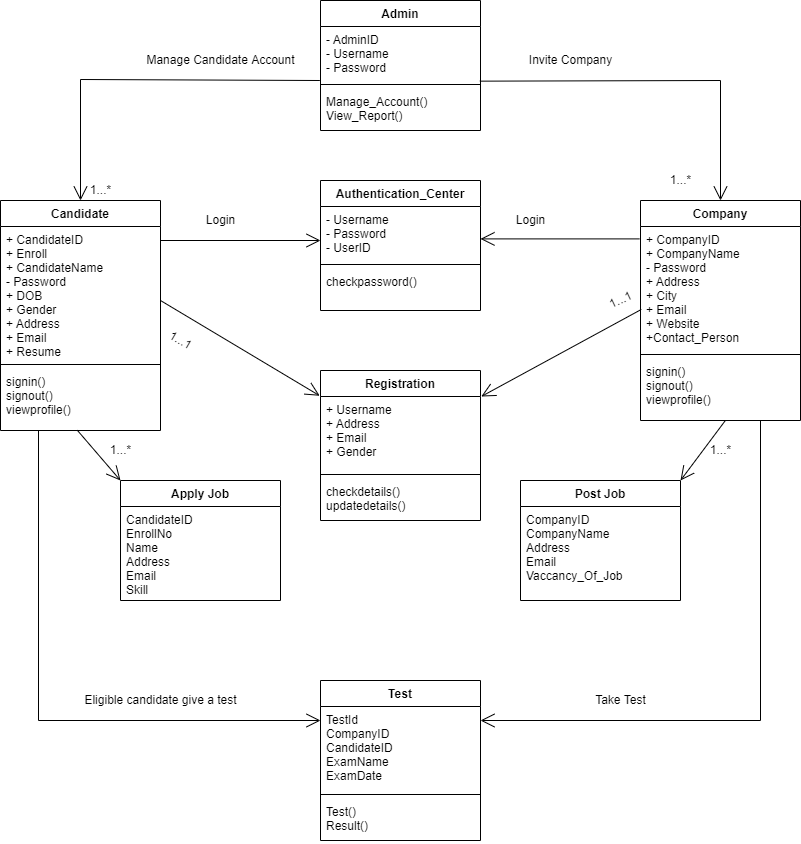 Admin
- AdminID
- Username
- Password
Manage_Account()
View_Report()
Manage Candidate Account
Invite Company
1...*
1...*
Candidate
+ CandidateID
+ Enroll
+ CandidateName
- Password
+ DOB
+ Gender
+ Address
+ Email
+ Resume
signin()
signout()
viewprofile()
Login
Authentication_Center
- Username
- Password
- UserID
checkpassword()
Login
Company
+ CompanyID
+ CompanyName
- Password
+ Address
+ City
+ Email
+ Website
+Contact_Person
signin()
signout()
viewprofile()
1...1
1...1
Registration
+ Username
+ Address
+ Email
+ Gender
checkdetails()
updatedetails()
1...*
1...*
Apply Job
CandidateID
EnrollNo
Name
Address
Email
Skill
Post Job
CompanyID
CompanyName
Address
Email
Vaccancy_Of_Job
Eligible candidate give a test
Take Test
Test
TestId
CompanyID
CandidateID
ExamName
ExamDate
Test()
Result()